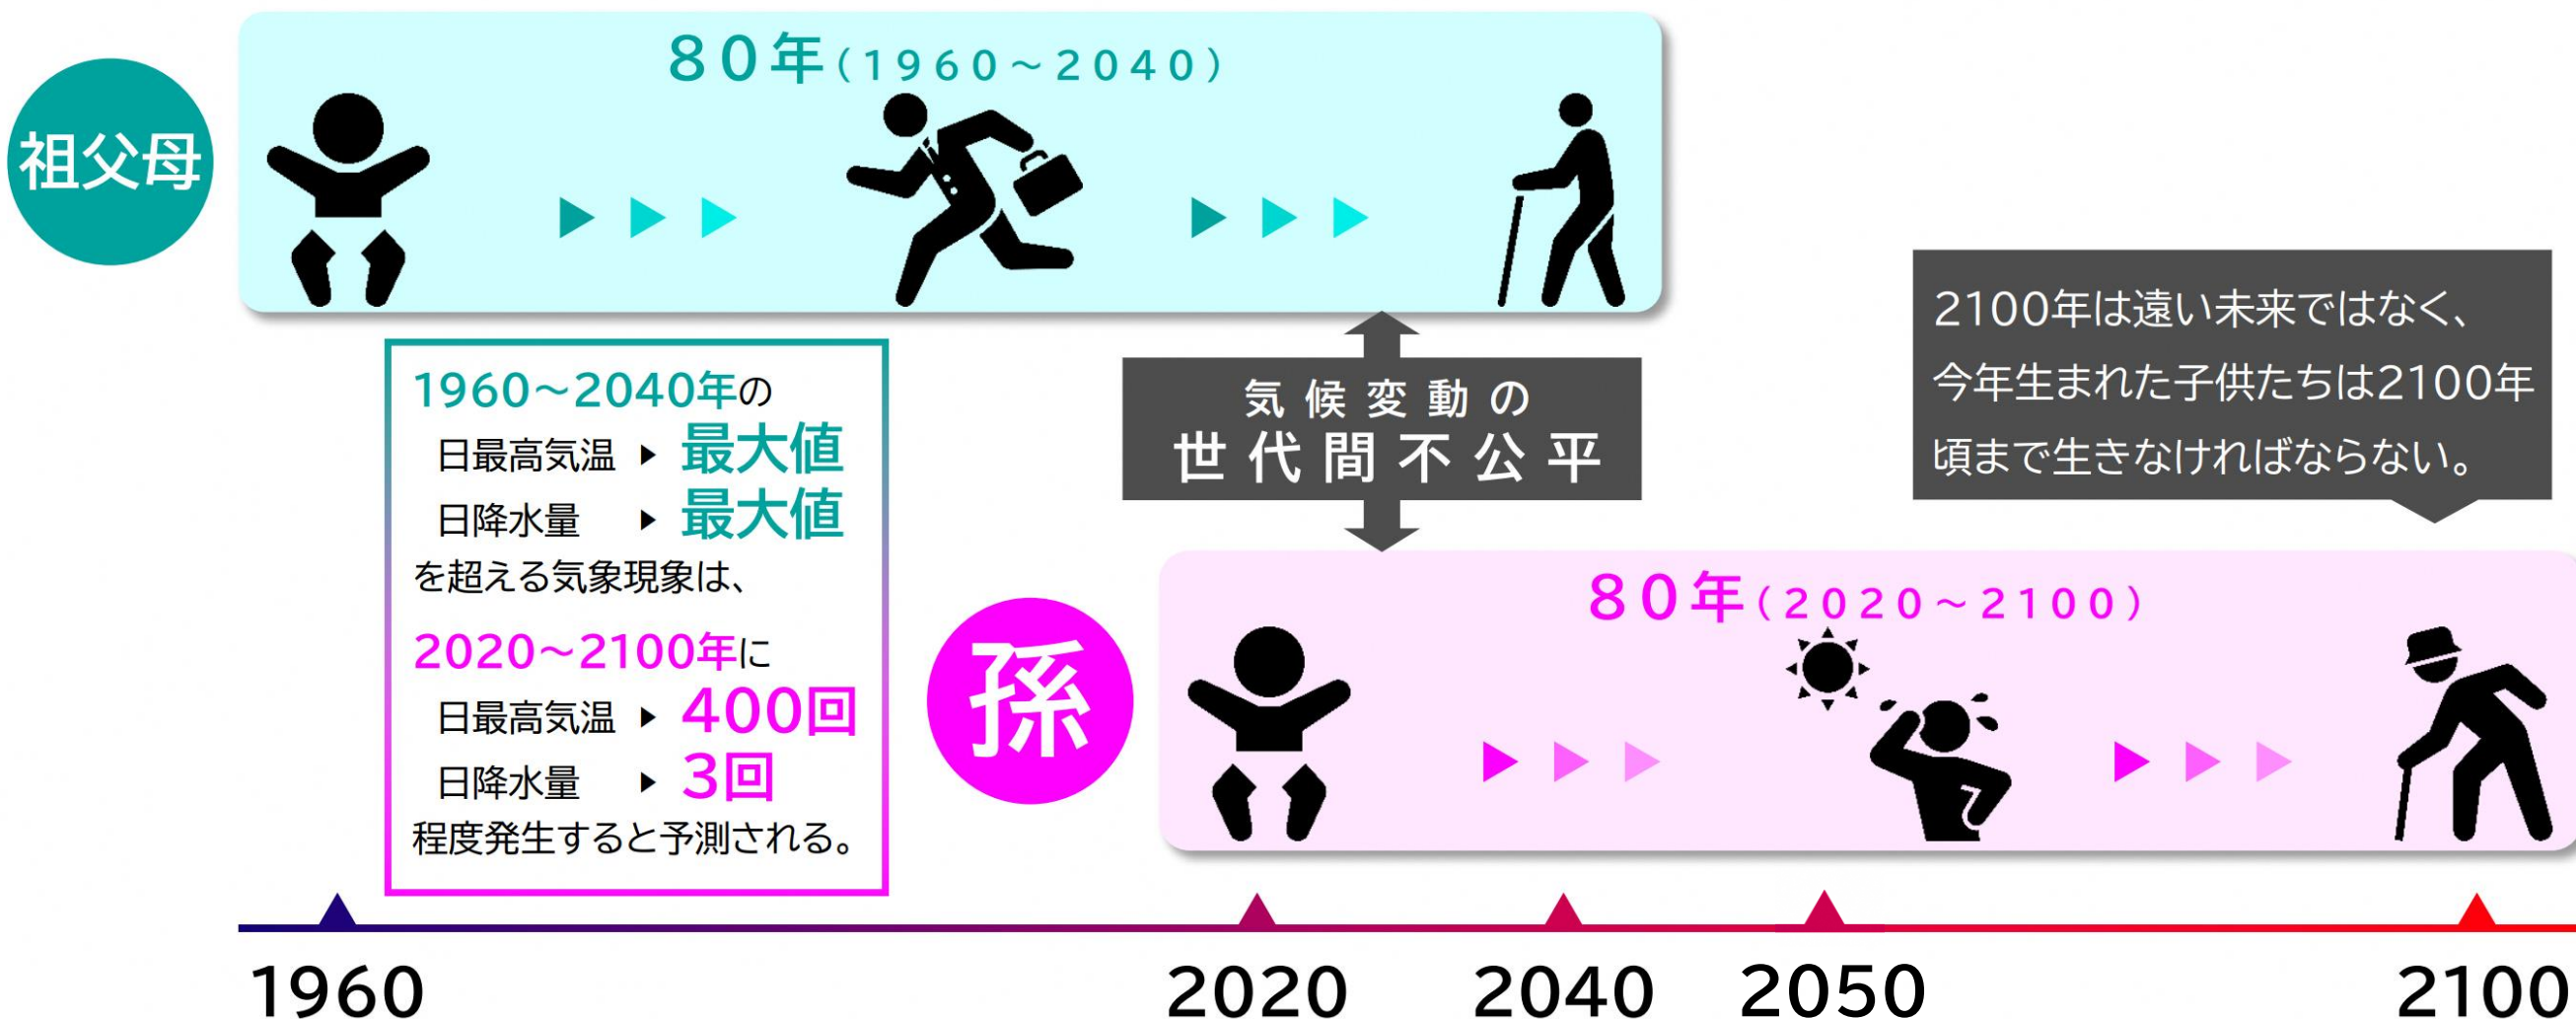 祖父母
80年(1960~2040)
1960~2040年の
日最高気温 ▶ 最大値
日降水量 ▶ 最大値
を超える気象現象は、
2020~2100年に
日最高気温 ▶ 400回
日降水量 ▶ 3回
程度発生すると予測される。
気候変動の
世代間不公平
2100年は遠い未来ではなく、
今年生まれた子供たちは2100年
頃まで生きなければならない。
孫
80年(2020~2100)
1960
2020
2040
2050
2100